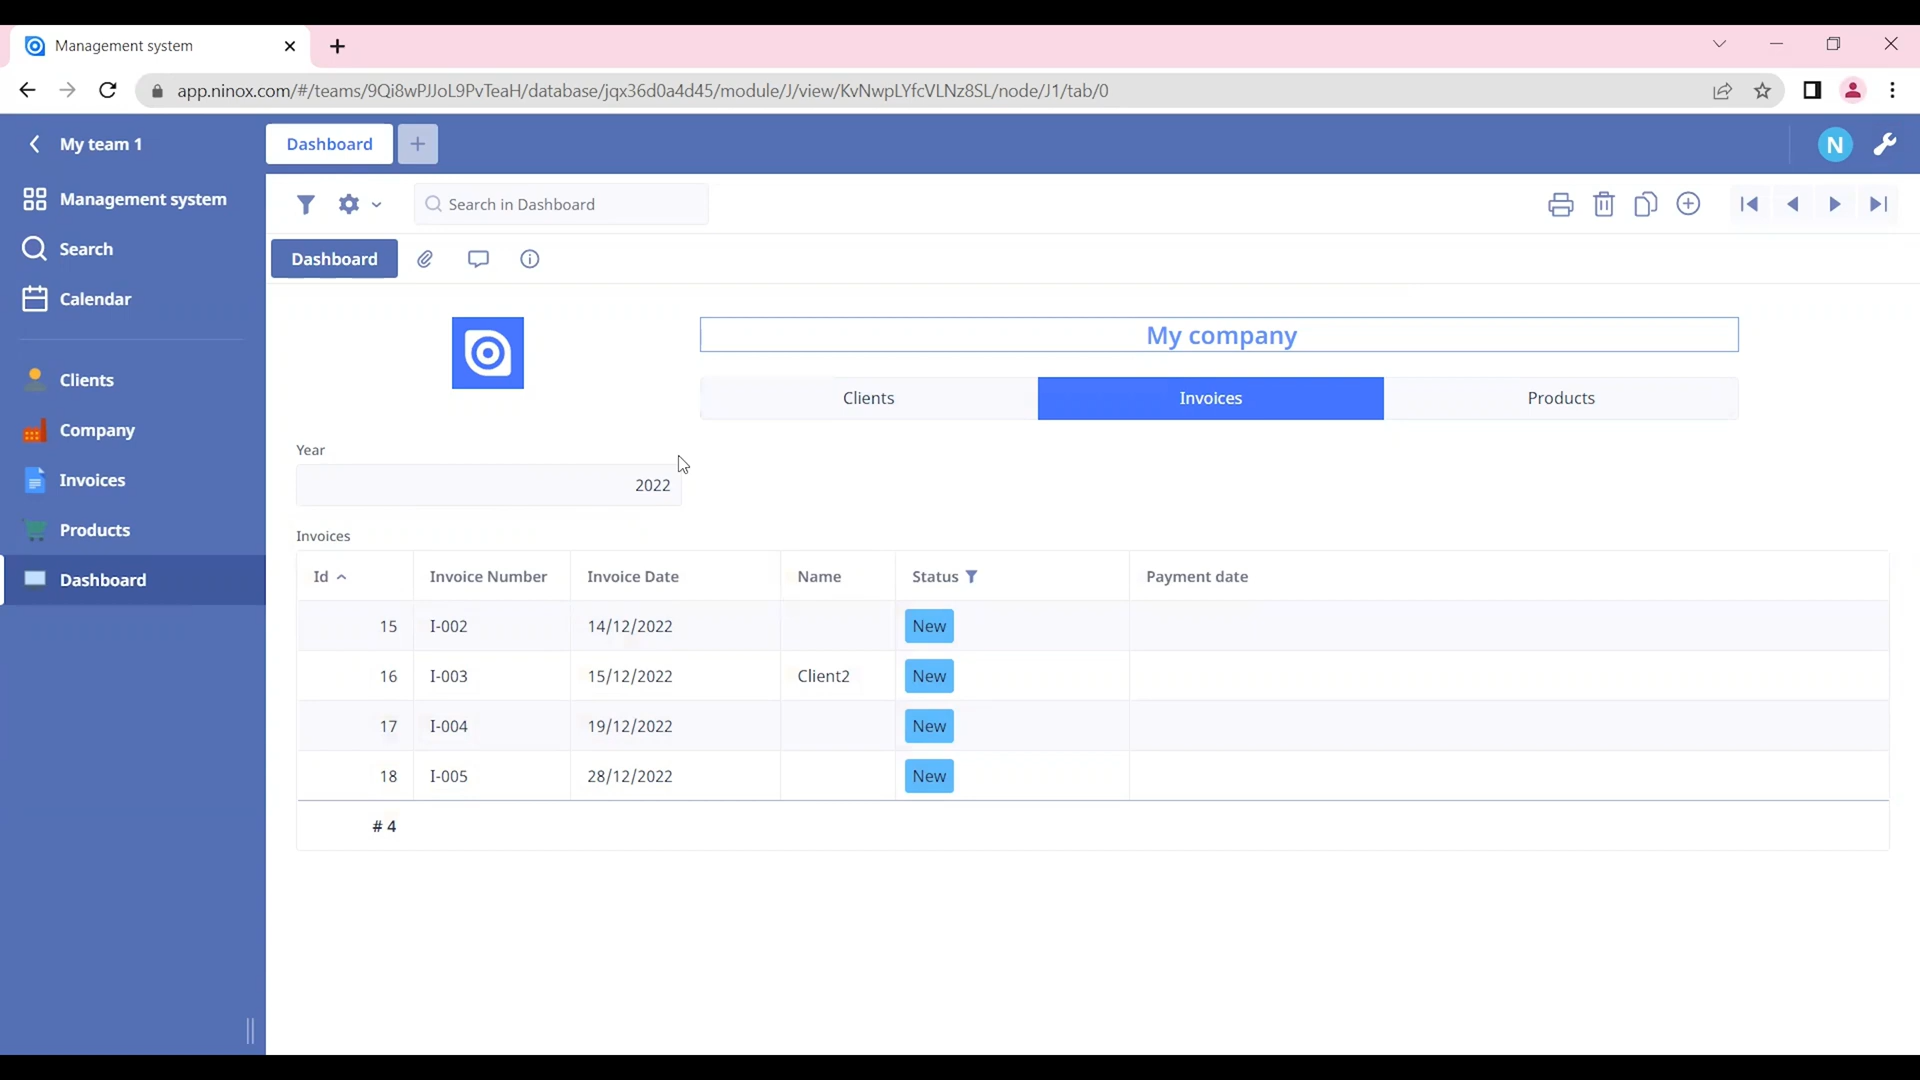 Management system
app.ninox.com/#/teams/9Qi8wPJJoL9PvTeaH/database/jqx36d0a4d45/module/J/view/KvNwpLYfcVLNz8SL/node/J1/tab/0
My team 1
Dashboard
N
Management system
Search
Calendar
Clients
Company
Invoices
Products
Dashboard
Search in Dashboard
Dashboard
My company
Clients Invoices Products
Year
2022
Invoices
Id Invoice Number Invoice Date Name Status Payment date
15 I-002 14/12/2022 New
16 I-003 15/12/2022 Client2 New
17 I-004 19/12/2022 New
18 I-005 28/12/2022 New
# 4